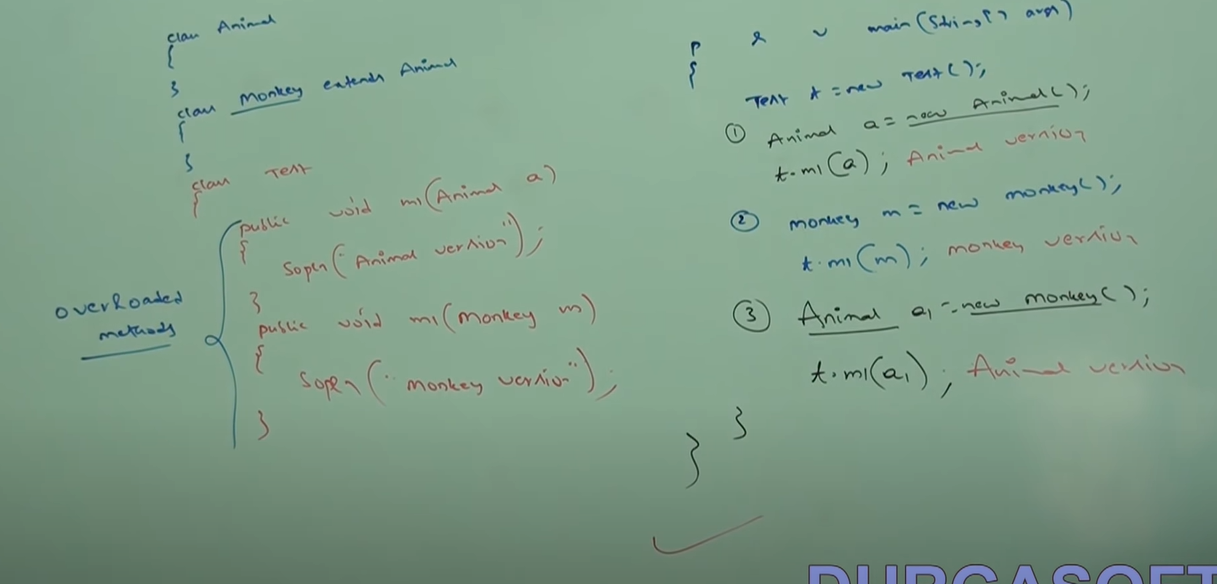 class Animal
{
}
class Monkey extends Animal
{
}
class Test
{
public void m1(Animal a)
{
Sopln("Animal version");
}
public void m1(Monkey m)
{
Sopln("monkey version");
}
overloaded
methods
p s v main(String[] args)
{
Test t = new Test();
① Animal a = new Animal();
t.m1(a); Animal version
② monkey m = new monkey();
t.m1(m); monkey version
③ Animal a1 = new monkey();
t.m1(a1); Animal version
}
}
DURGASOFT